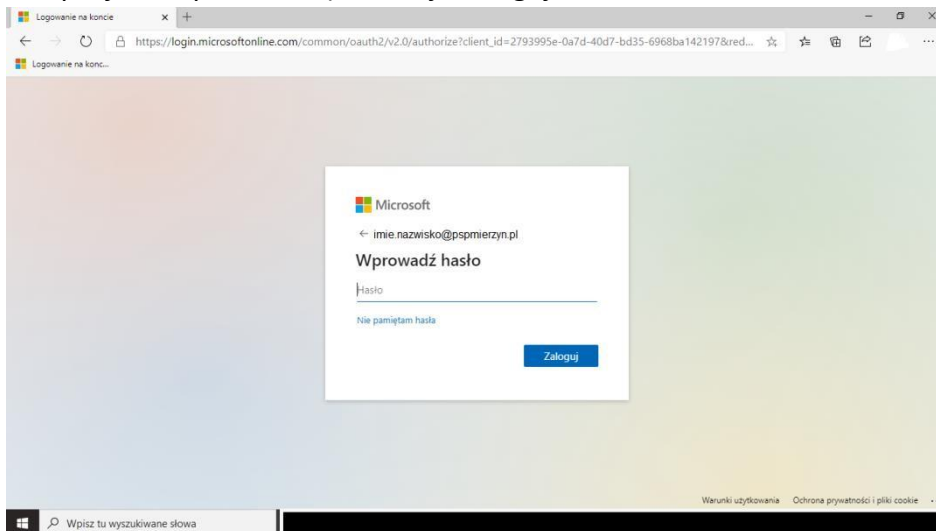 Logowanie na koncie
https://login.microsoftonline.com/common/oauth2/v2.0/authorize?client_id=2793995e-0a7d-40d7-bd35-6968ba142197&red...
Logowanie na konc...
Microsoft
imie.nazwisko@pspmierzyn.pl
Wprowadź hasło
Hasło
Nie pamiętam hasła
Zaloguj
Warunki użytkowania Ochrona prywatności i pliki cookie
Wpisz tu wyszukiwane słowa